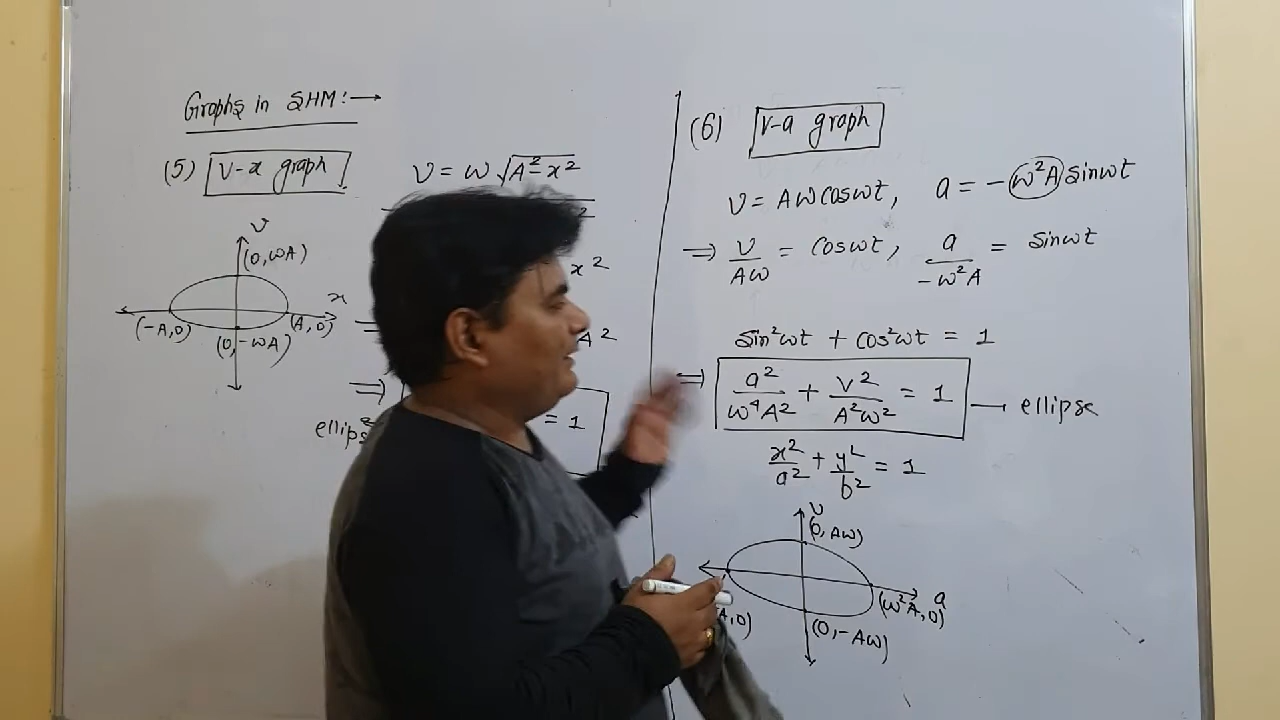 Graphs in SHM:→
(5) V-x graph
v = ω √A²-x²
v
(0, ωA)
x
(-A,0)
(A,0)
(0,-ωA)
x²
⇒
A²
⇒
= 1
ellipse
(6) v-a graph
v = Aωcosωt, a = -ω²A sinωt
⇒ v/Aω = cosωt, a/-ω²A = sinωt
sin²ωt + cos²ωt = 1
⇒ a²/ω⁴A² + v²/A²ω² = 1 — ellipse
x²/a² + y²/b² = 1
v
(0, Aω)
a
(ω²A,0)
A,0)
(0,-Aω)